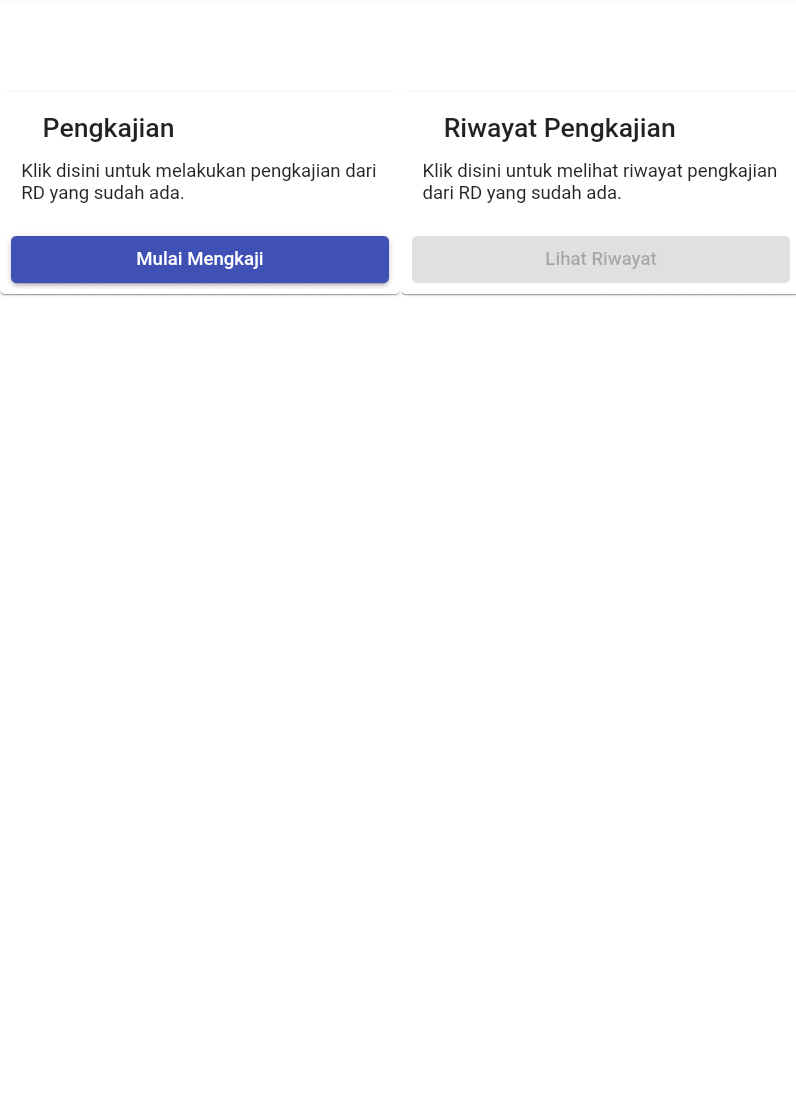 Pengkajian
Klik disini untuk melakukan pengkajian dari
RD yang sudah ada.
Mulai Mengkaji
Riwayat Pengkajian
Klik disini untuk melihat riwayat pengkajian
dari RD yang sudah ada.
Lihat Riwayat